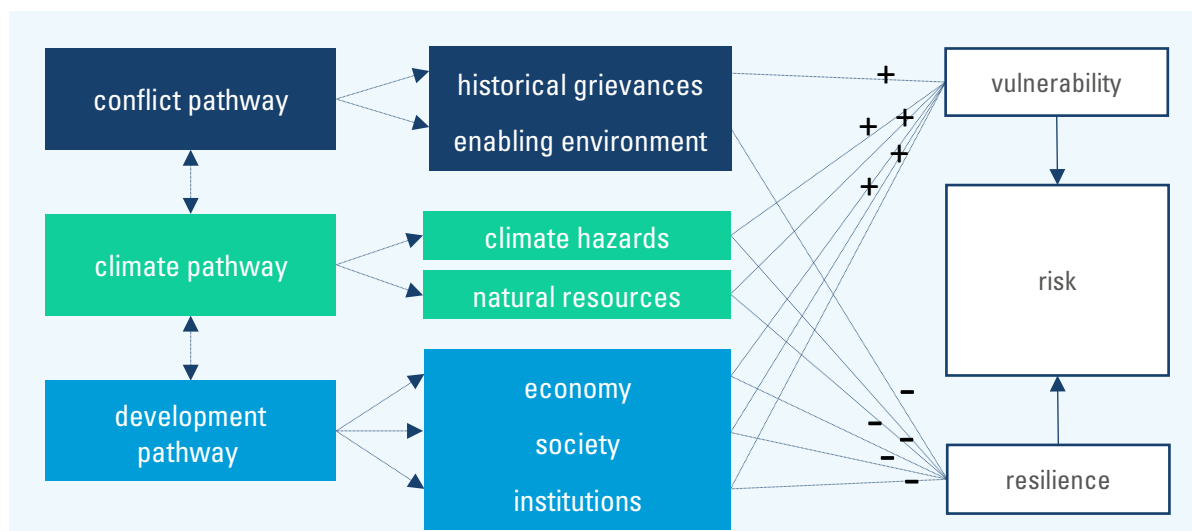 conflict pathway
historical grievances
enabling environment
vulnerability
+
+
+
+
+
climate pathway
climate hazards
natural resources
risk
development
pathway
economy
society
institutions
-
-
-
-
-
resilience